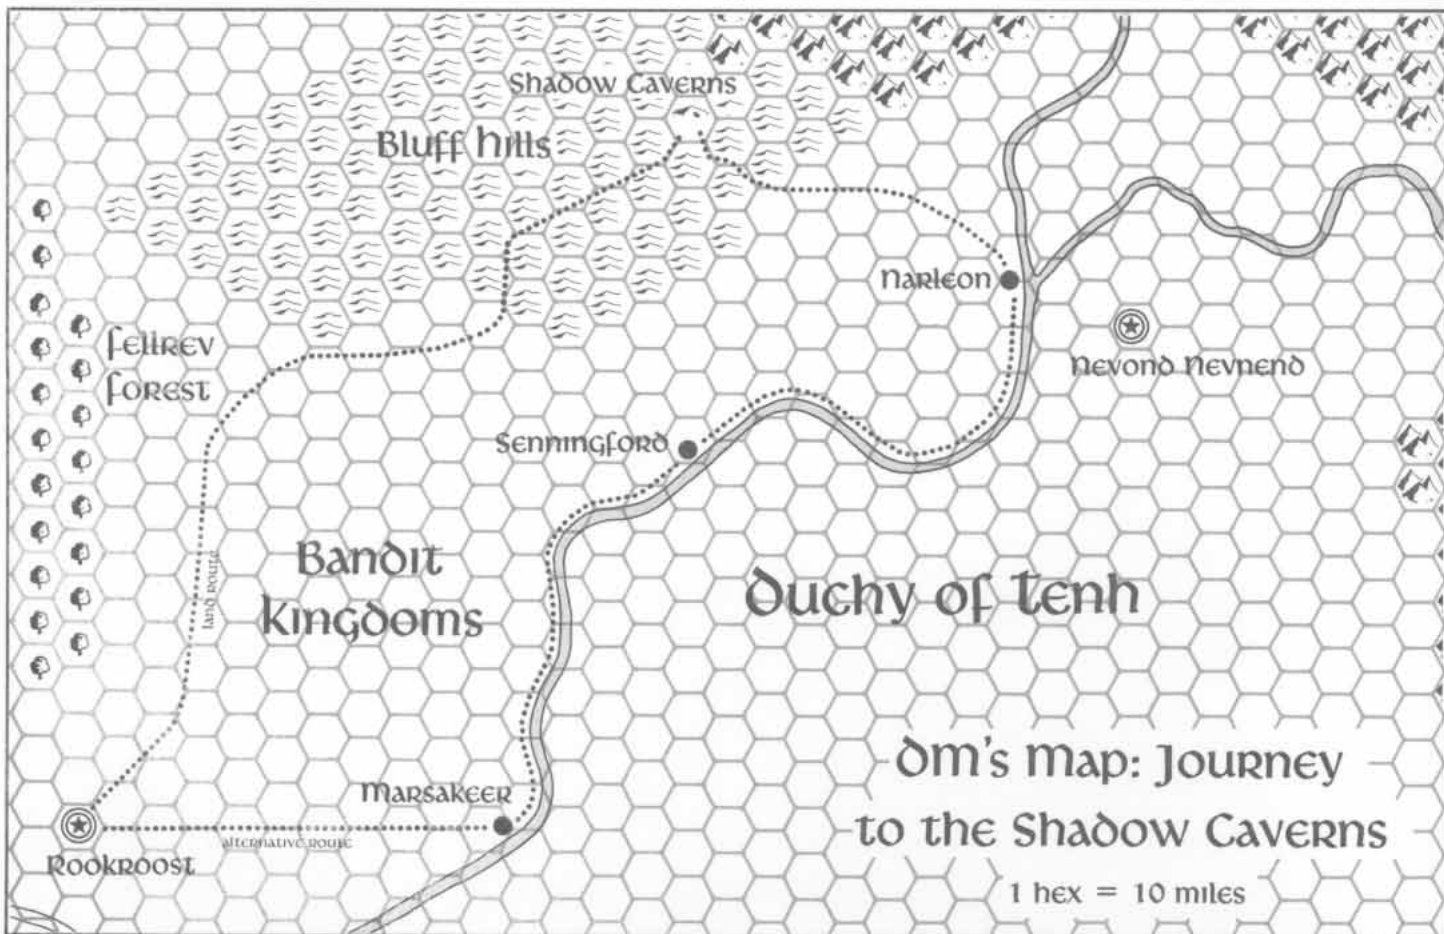 Shadow Caverns
Bluff Hills
Narleon
Fellrev
Forest
Nevond Nevnend
Senningford
land route
Bandit
Kingdoms
Duchy of Tenh
DM's Map: Journey
to the Shadow Caverns
Marsakeer
alternative route
Rookroost
1 hex = 10 miles